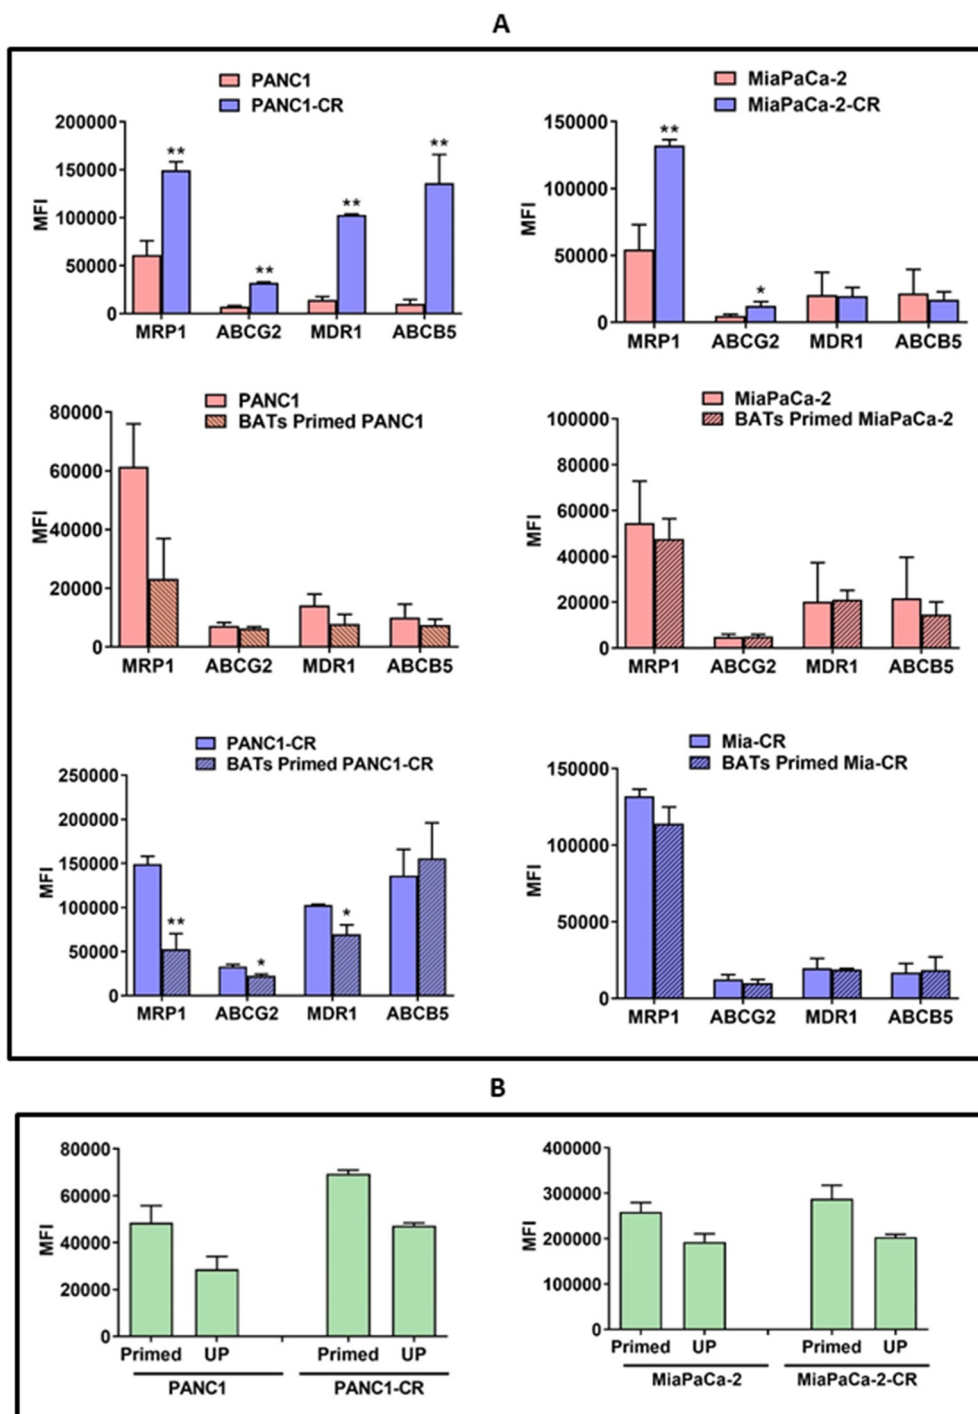 A
PANC1
PANC1-CR
200000
150000
100000
50000
0
MFI
**
**
**
**
MRP1 ABCG2 MDR1 ABCB5
MiaPaCa-2
MiaPaCa-2-CR
150000
100000
50000
0
MFI
**
*
MRP1 ABCG2 MDR1 ABCB5
PANC1
BATs Primed PANC1
80000
60000
40000
20000
0
MFI
MRP1 ABCG2 MDR1 ABCB5
MiaPaCa-2
BATs Primed MiaPaCa-2
100000
80000
60000
40000
20000
0
MFI
MRP1 ABCG2 MDR1 ABCB5
PANC1-CR
BATs Primed PANC1-CR
250000
200000
150000
100000
50000
0
MFI
**
*
*
MRP1 ABCG2 MDR1 ABCB5
Mia-CR
BATs Primed Mia-CR
150000
100000
50000
0
MFI
MRP1 ABCG2 MDR1 ABCB5
B
80000
60000
40000
20000
0
MFI
Primed UP Primed UP
PANC1 PANC1-CR
400000
300000
200000
100000
0
MFI
Primed UP Primed UP
MiaPaCa-2 MiaPaCa-2-CR